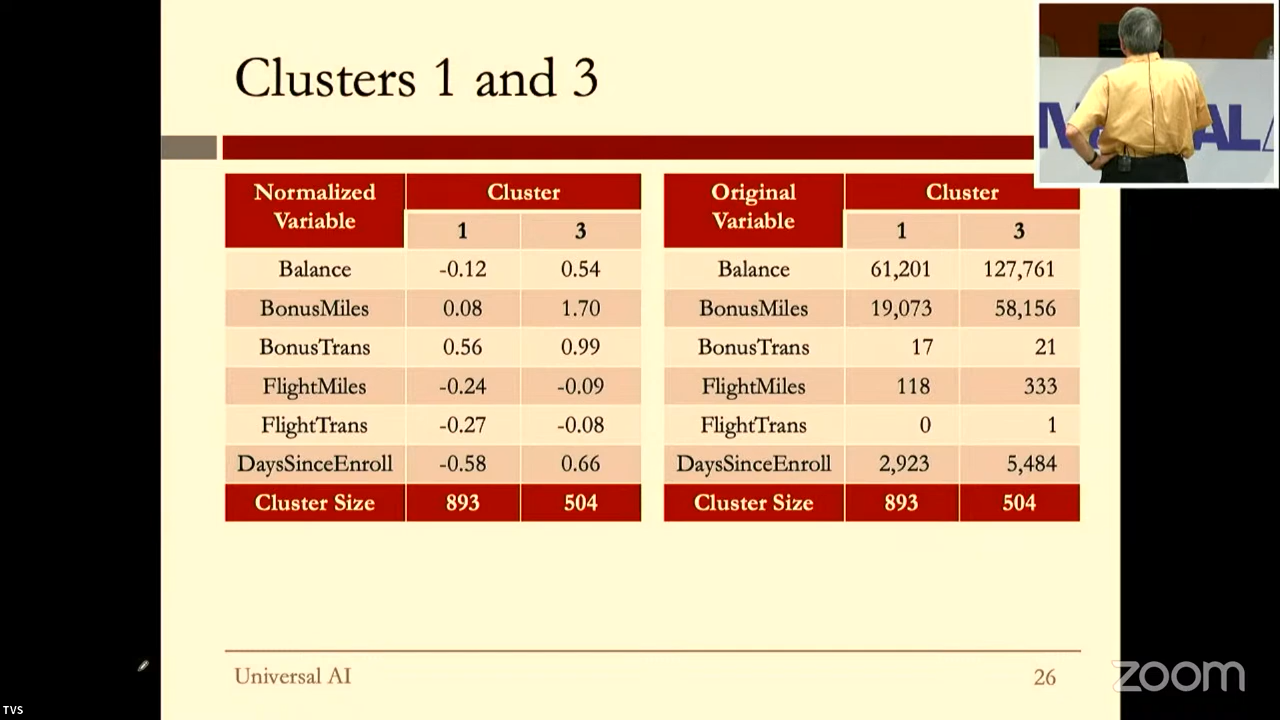 Clusters 1 and 3
Normalized Variable Cluster
1 3
Balance -0.12 0.54
BonusMiles 0.08 1.70
BonusTrans 0.56 0.99
FlightMiles -0.24 -0.09
FlightTrans -0.27 -0.08
DaysSinceEnroll -0.58 0.66
Cluster Size 893 504
Original Variable Cluster
1 3
Balance 61,201 127,761
BonusMiles 19,073 58,156
BonusTrans 17 21
FlightMiles 118 333
FlightTrans 0 1
DaysSinceEnroll 2,923 5,484
Cluster Size 893 504
Universal AI
26
zoom
TVS